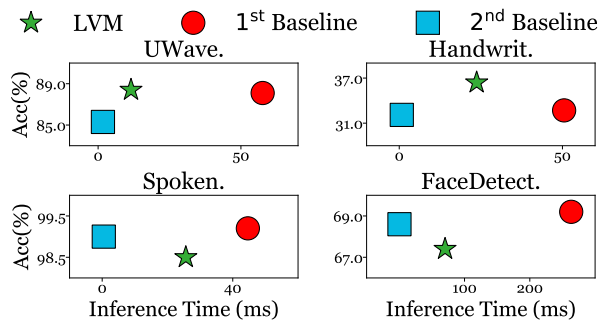 LVM 1st Baseline 2nd Baseline
UWave. Handwrit.
Acc(%) 89.0 85.0 0 50
37.0 31.0 0 50
Spoken. FaceDetect.
Acc(%) 99.5 98.5 0 40
69.0 67.0 100 200
Inference Time (ms) Inference Time (ms)